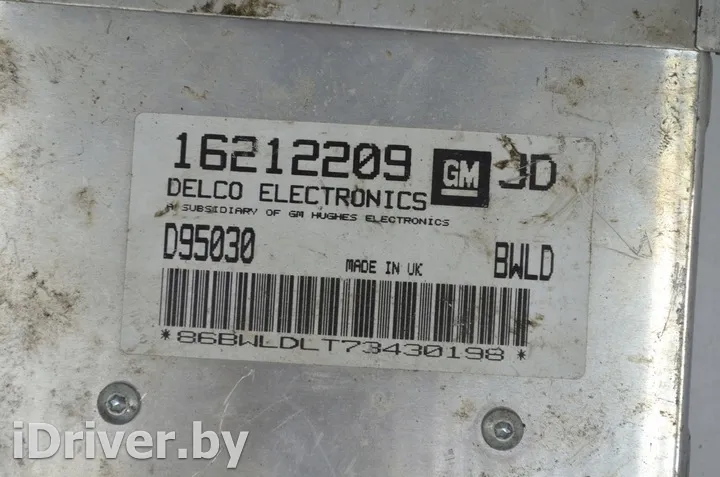 16212209 GM JD
DELCO ELECTRONICS
A SUBSIDIARY OF GM HUGHES ELECTRONICS
D95030 MADE IN UK BWLD
*86BWLDLT73430198*
iDriver.by